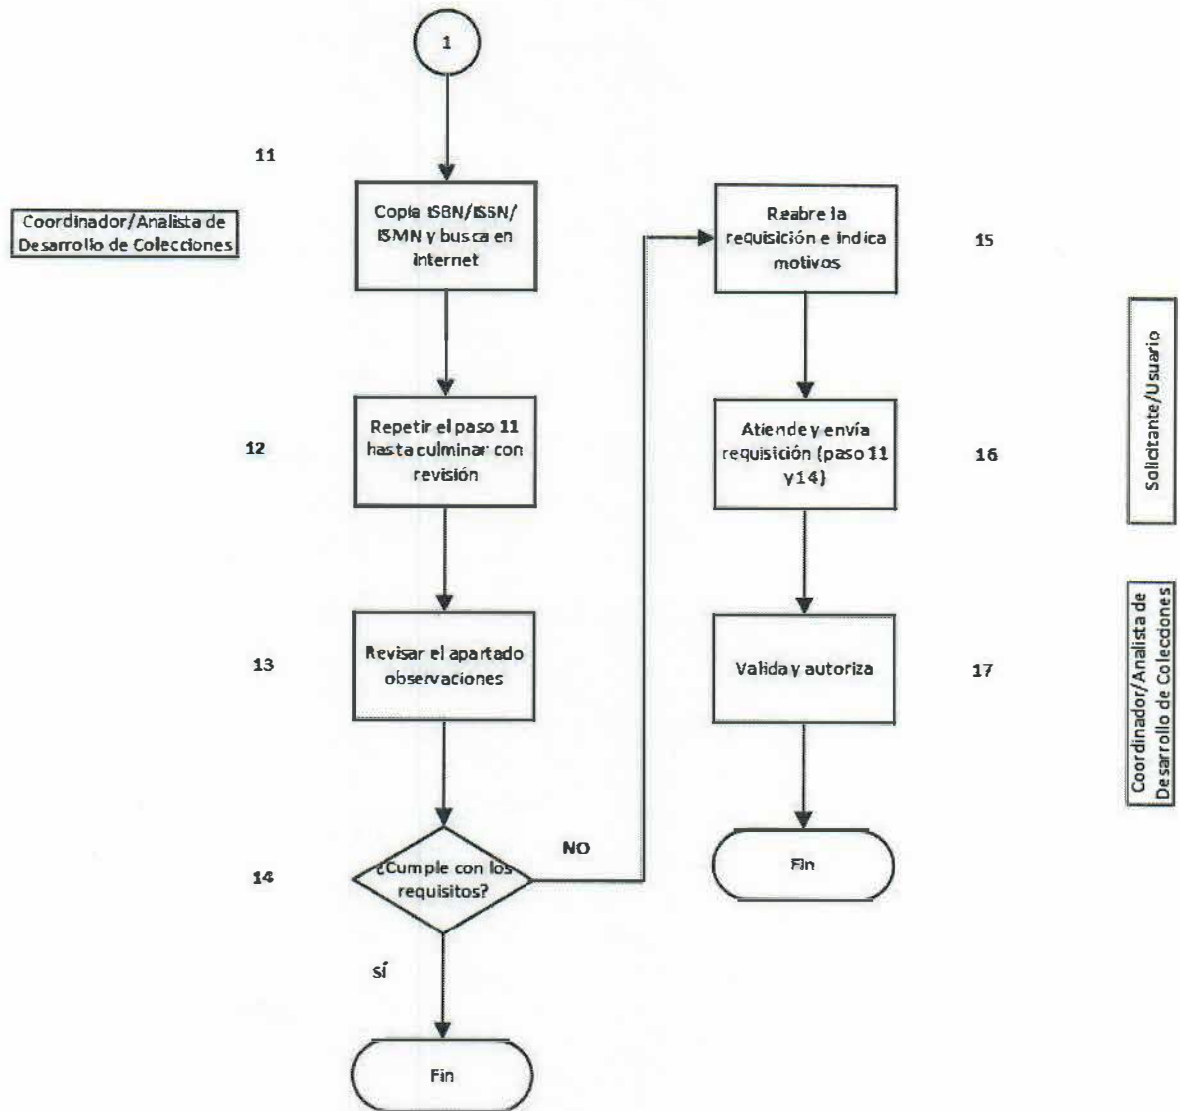 1
11
Coordinador/Analista de
Desarrollo de Colecciones
Copia ISBN/ISSN/
ISMN y busca en
internet
12
Repetir el paso 11
hasta culminar con
revisión
13
Revisar el apartado
observaciones
14
¿Cumple con los
requisitos?
NO
SÍ
Fin
Reabre la
requisición e indica
motivos
15
Atiende y envía
requisición (paso 11
y 14)
16
Solicitante/Usuario
Valida y autoriza
17
Coordinador/Analista de
Desarrollo de Colecciones
Fin